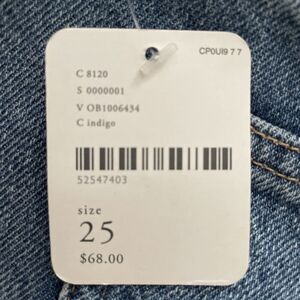 CP0UI9 7 7
C 8120
S 0000001
V OB1006434
C indigo
52547403
size
25
$68.00